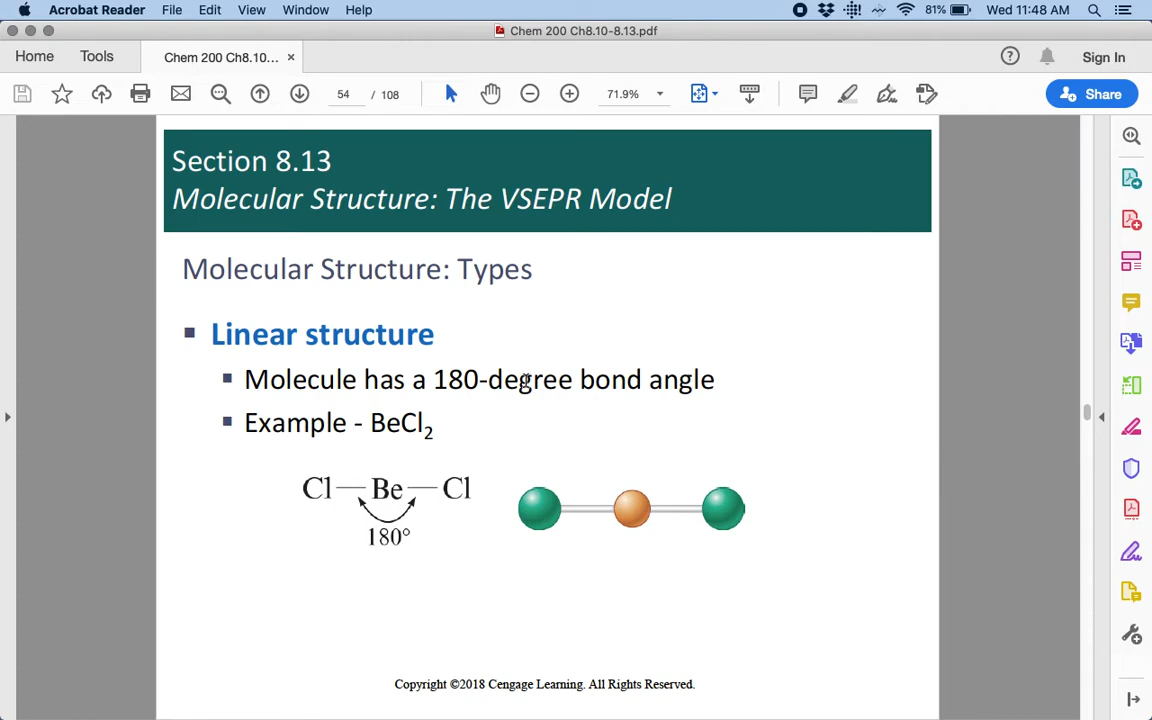 Acrobat Reader File Edit View Window Help 81% Wed 11:48 AM
Chem 200 Ch8.10-8.13.pdf
Home Tools Chem 200 Ch8.10... × Sign In
54 / 108 71.9% Share
Section 8.13
Molecular Structure: The VSEPR Model
Molecular Structure: Types
Linear structure
Molecule has a 180-degree bond angle
Example - BeCl₂
Cl—Be—Cl
180°
Copyright ©2018 Cengage Learning. All Rights Reserved.